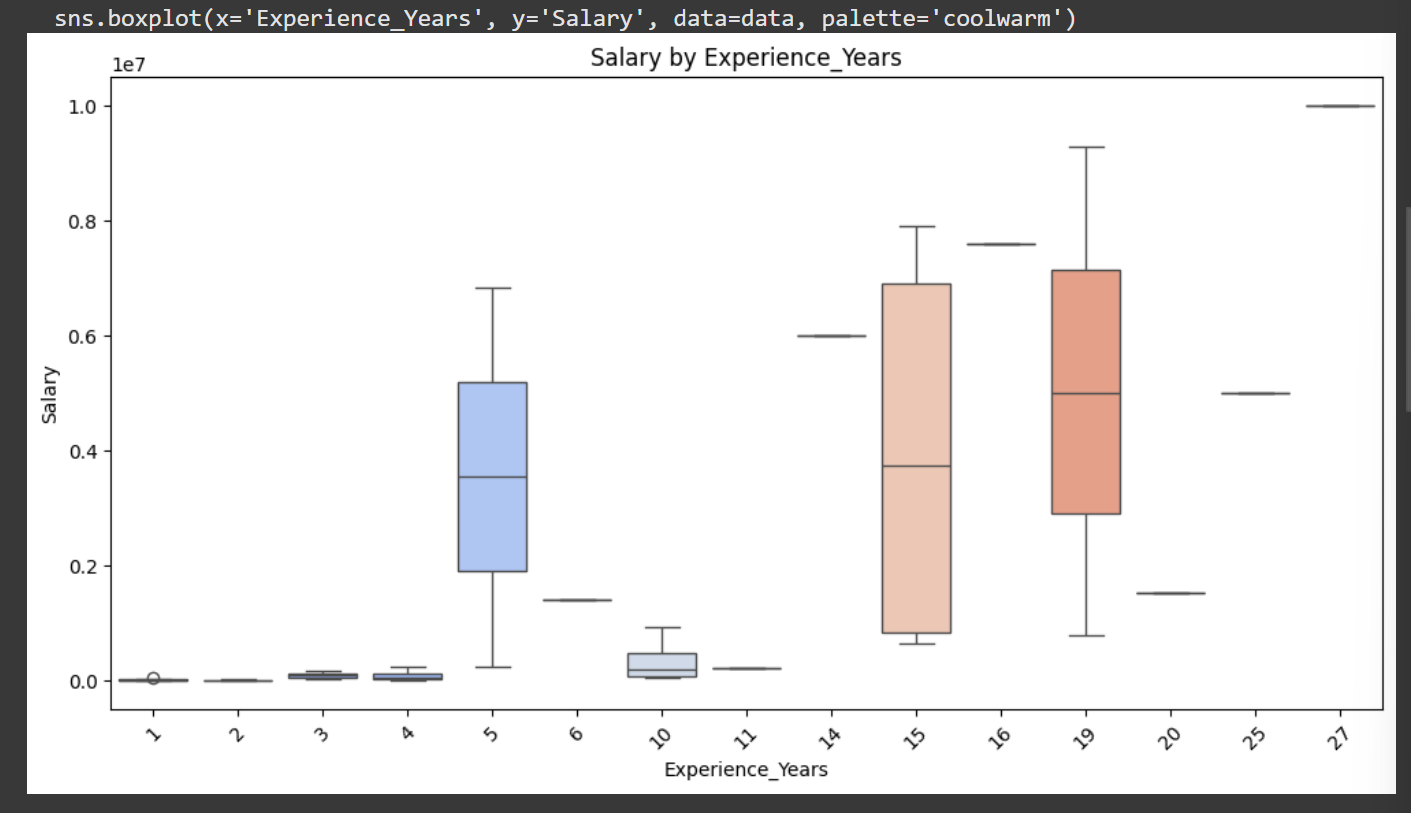 sns.boxplot(x='Experience_Years', y='Salary', data=data, palette='coolwarm')
Salary by Experience_Years
1e7
1.0
0.8
0.6
0.4
0.2
0.0
Salary
1 2 3 4 5 6 10 11 14 15 16 19 20 25 27
Experience_Years